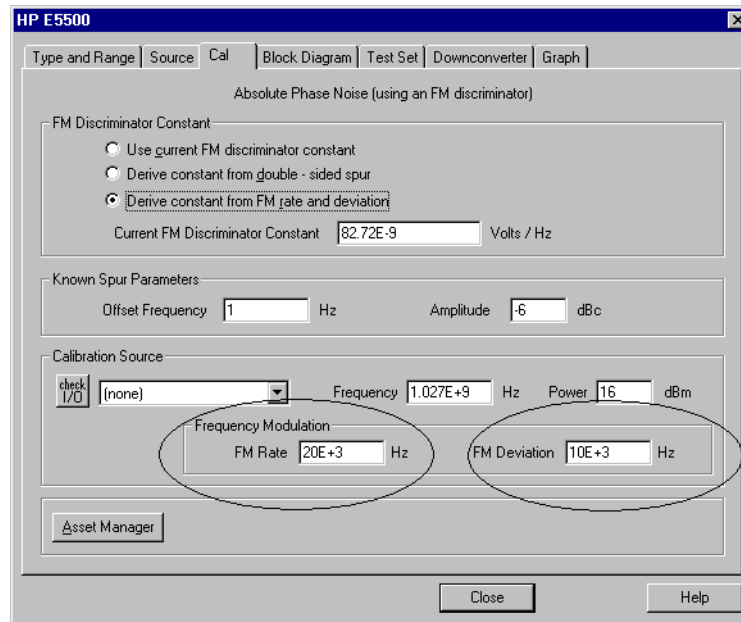 HP E5500
Type and Range Source Cal Block Diagram Test Set Downconverter Graph
Absolute Phase Noise (using an FM discriminator)
FM Discriminator Constant
Use current FM discriminator constant
Derive constant from double - sided spur
Derive constant from FM rate and deviation
Current FM Discriminator Constant 82.72E-9 Volts / Hz
Known Spur Parameters
Offset Frequency 1 Hz Amplitude -6 dBc
Calibration Source
check I/O (none) Frequency 1.027E+9 Hz Power 16 dBm
Frequency Modulation
FM Rate 20E+3 Hz FM Deviation 10E+3 Hz
Asset Manager
Close Help